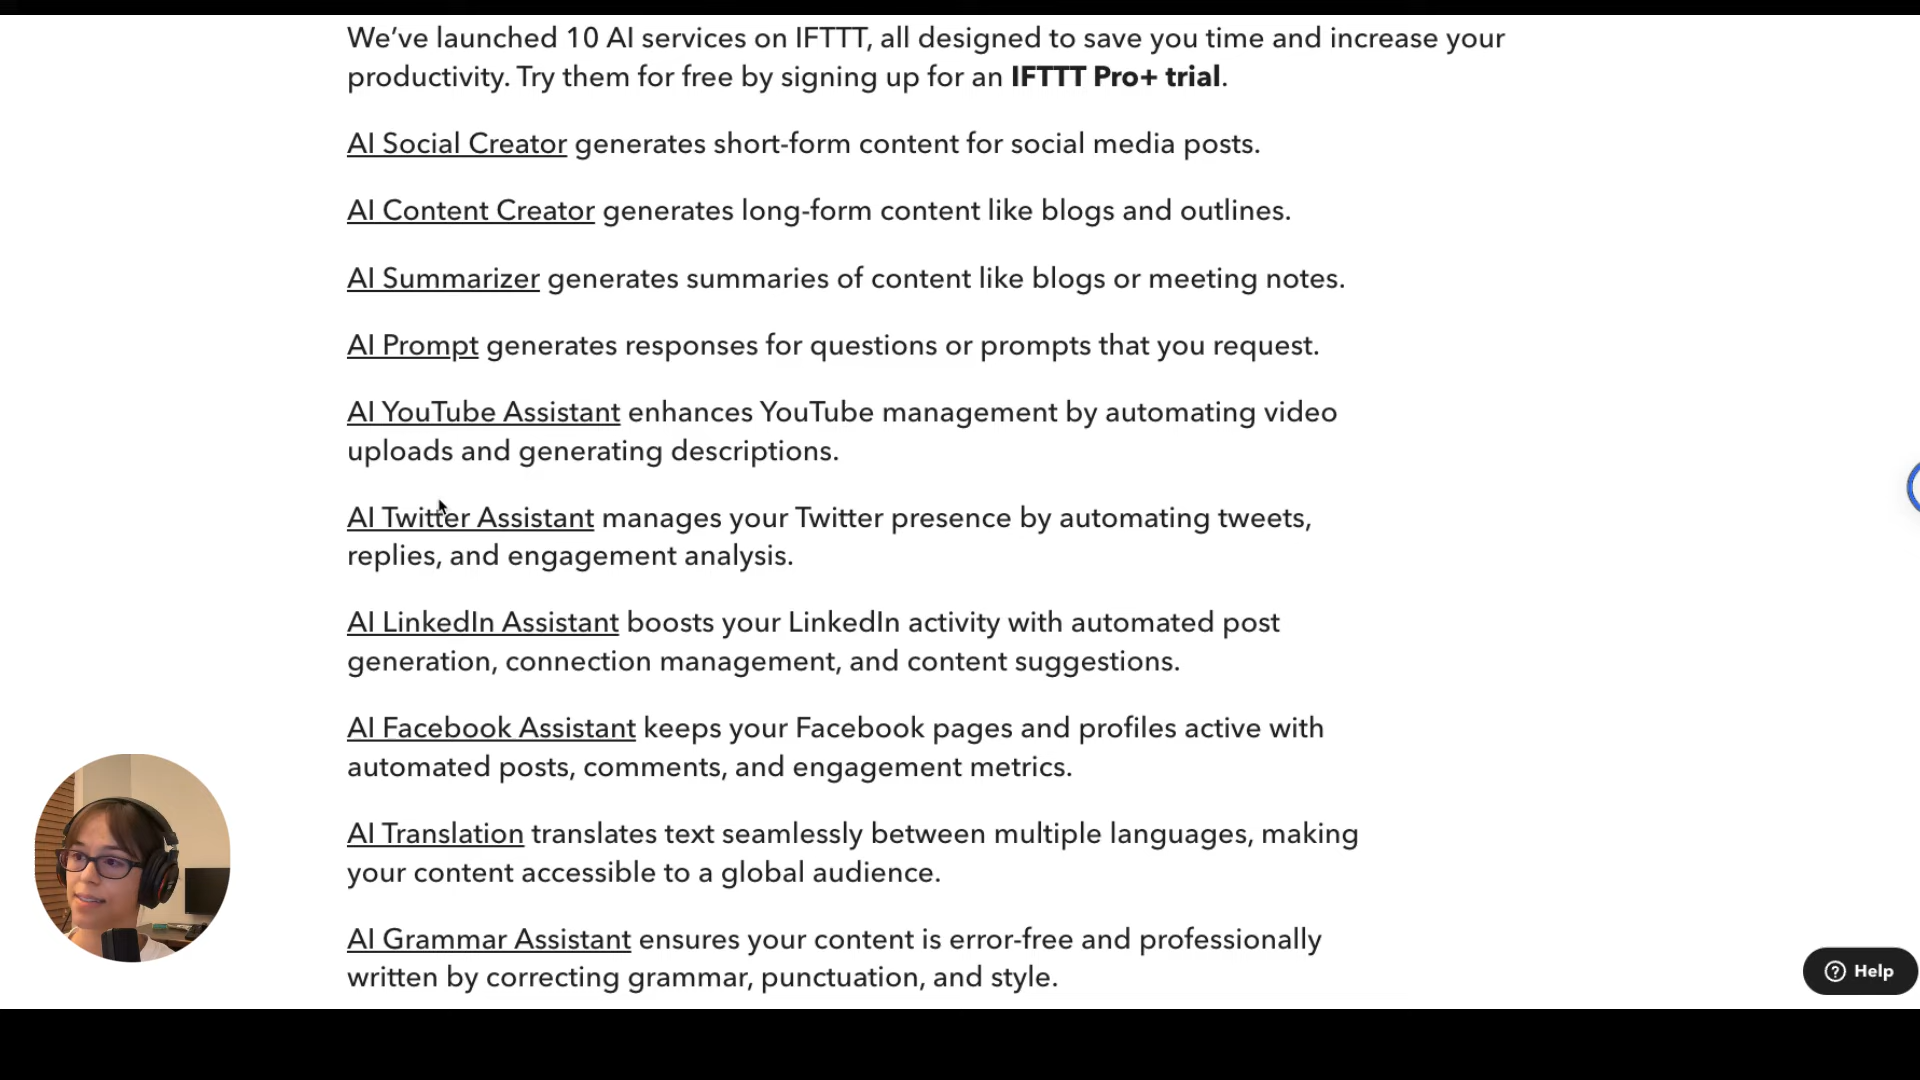 We’ve launched 10 AI services on IFTTT, all designed to save you time and increase your
productivity. Try them for free by signing up for an IFTTT Pro+ trial.
AI Social Creator generates short-form content for social media posts.
AI Content Creator generates long-form content like blogs and outlines.
AI Summarizer generates summaries of content like blogs or meeting notes.
AI Prompt generates responses for questions or prompts that you request.
AI YouTube Assistant enhances YouTube management by automating video
uploads and generating descriptions.
AI Twitter Assistant manages your Twitter presence by automating tweets,
replies, and engagement analysis.
AI LinkedIn Assistant boosts your LinkedIn activity with automated post
generation, connection management, and content suggestions.
AI Facebook Assistant keeps your Facebook pages and profiles active with
automated posts, comments, and engagement metrics.
AI Translation translates text seamlessly between multiple languages, making
your content accessible to a global audience.
AI Grammar Assistant ensures your content is error-free and professionally
written by correcting grammar, punctuation, and style.
? Help